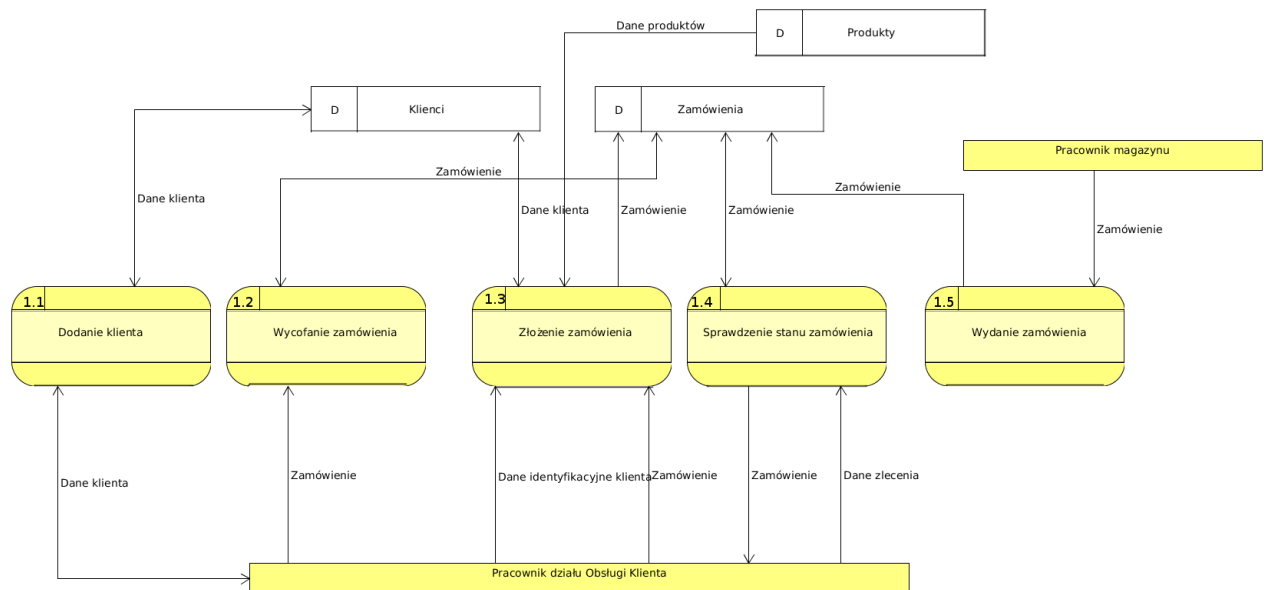 Dane produktów
D
Produkty
D
Klienci
D
Zamówienia
Pracownik magazynu
Zamówienie
Zamówienie
Dane klienta
Dane klienta
Zamówienie
Zamówienie
Zamówienie
1.1
Dodanie klienta
1.2
Wycofanie zamówienia
1.3
Złożenie zamówienia
1.4
Sprawdzenie stanu zamówienia
1.5
Wydanie zamówienia
Dane klienta
Zamówienie
Dane identyfikacyjne klienta
Zamówienie
Zamówienie
Dane zlecenia
Pracownik działu Obsługi Klienta